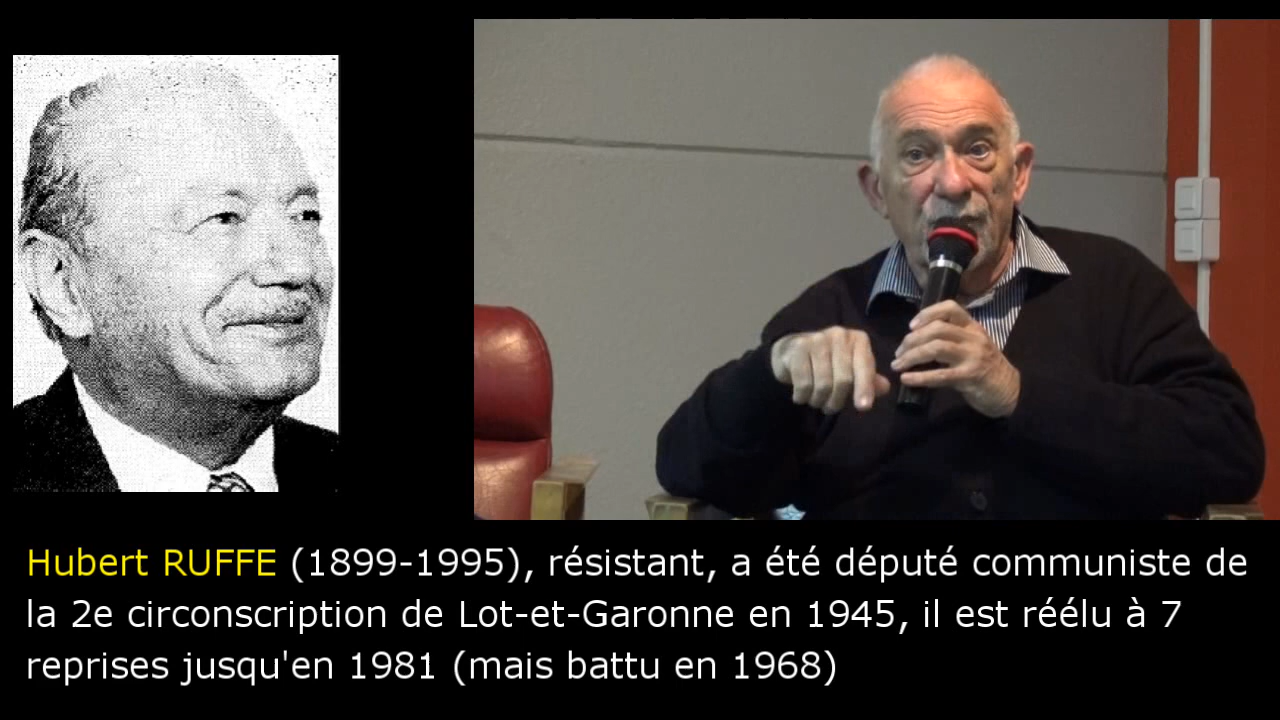 Hubert RUFFE (1899-1995), résistant, a été député communiste de
la 2e circonscription de Lot-et-Garonne en 1945, il est réélu à 7
reprises jusqu'en 1981 (mais battu en 1968)